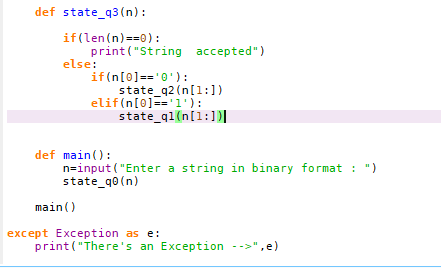 def state_q3(n):
if(len(n)==0):
print("String  accepted")
else:
if(n[0]=='0'):
state_q2(n[1:])
elif(n[0]=='1'):
state_q1(n[1:])
def main():
n=input("Enter a string in binary format : ")
state_q0(n)
main()
except Exception as e:
print("There's an Exception -->",e)